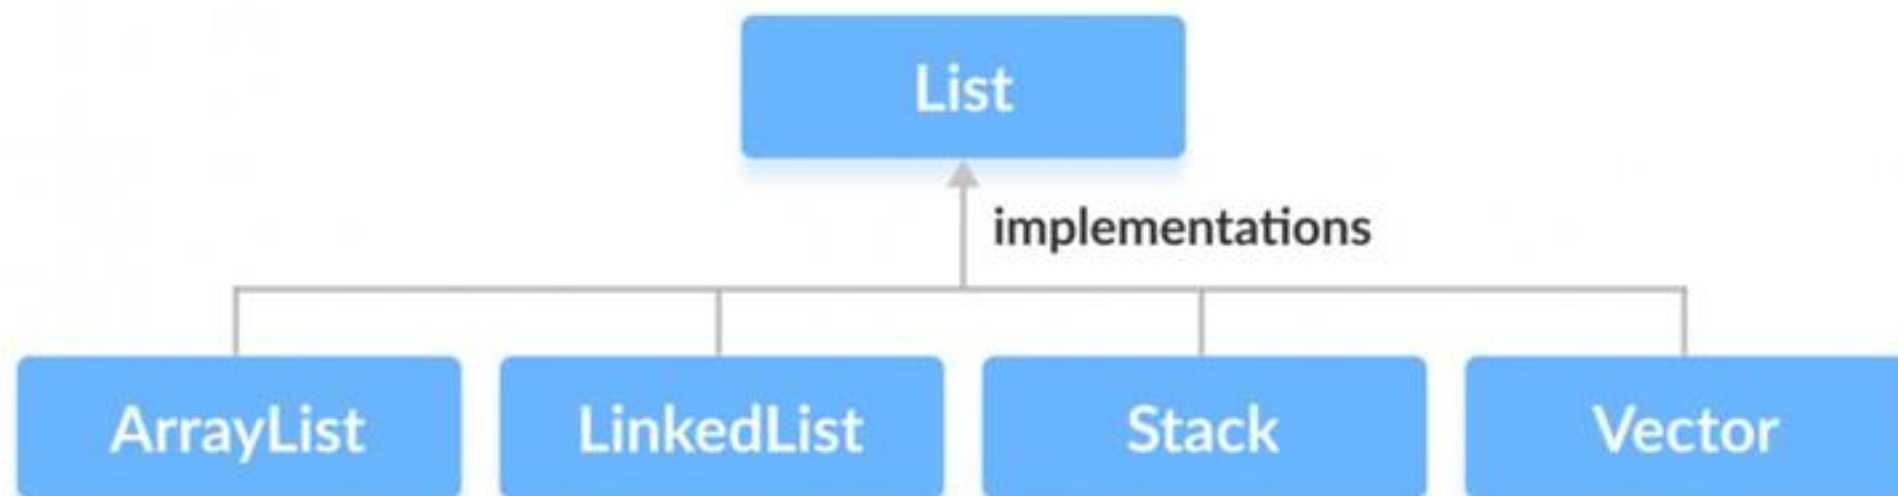 List
implementations
ArrayList
LinkedList
Stack
Vector